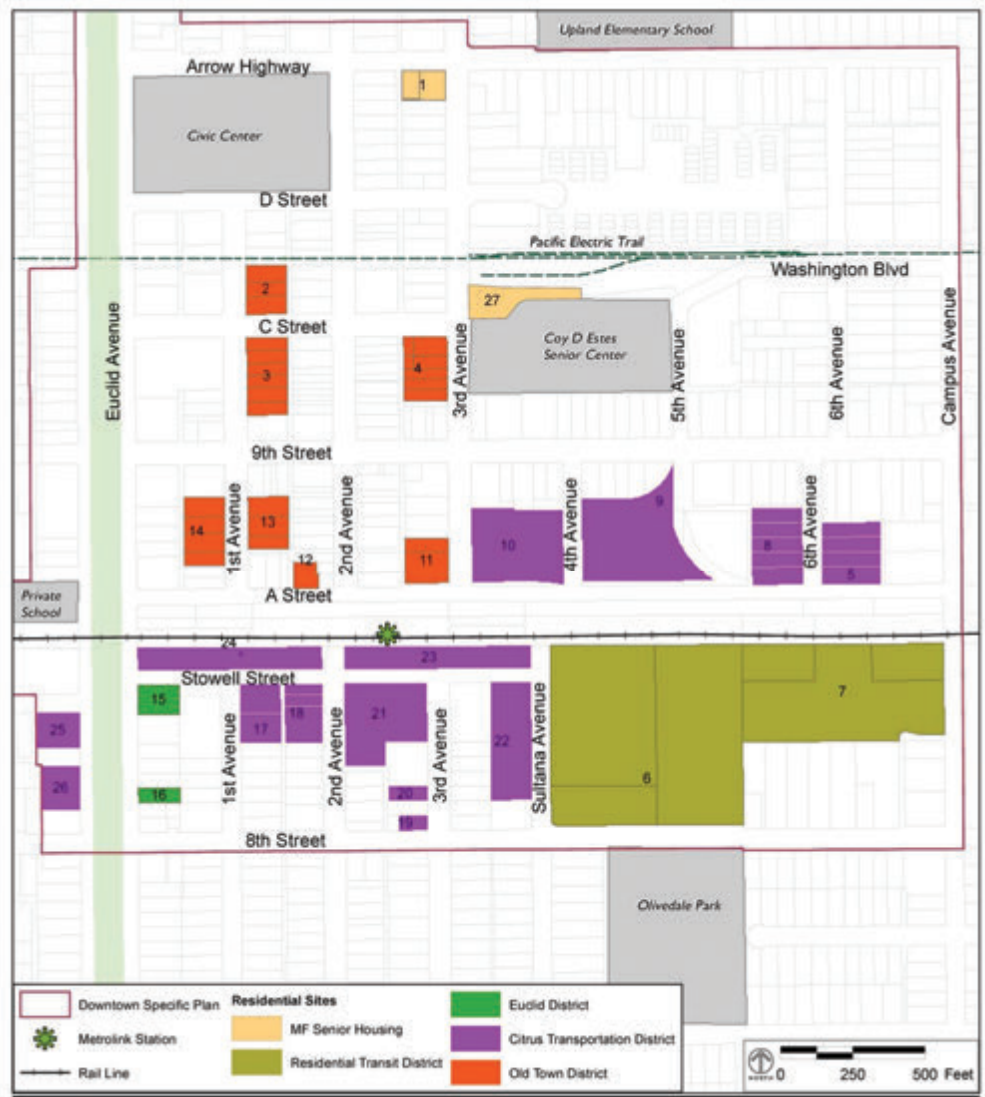 Upland Elementary School
Arrow Highway
1
Civic Center
D Street
Pacific Electric Trail
Washington Blvd
2
27
C Street
Coy D Estes
Senior Center
Euclid Avenue
3
4
3rd Avenue
5th Avenue
6th Avenue
Campus Avenue
9th Street
14
1st Avenue
13
12
2nd Avenue
11
10
4th Avenue
9
8
6th Avenue
5
A Street
Private
School
24
23
Stowell Street
15
25
17
18
21
22
7
26
16
1st Avenue
2nd Avenue
20
19
3rd Avenue
Sultana Avenue
6
8th Street
Olivedale Park
Downtown Specific Plan
Metrolink Station
Rail Line
Residential Sites
MF Senior Housing
Residential Transit District
Euclid District
Citrus Transportation District
Old Town District
NORTH
0 250 500 Feet